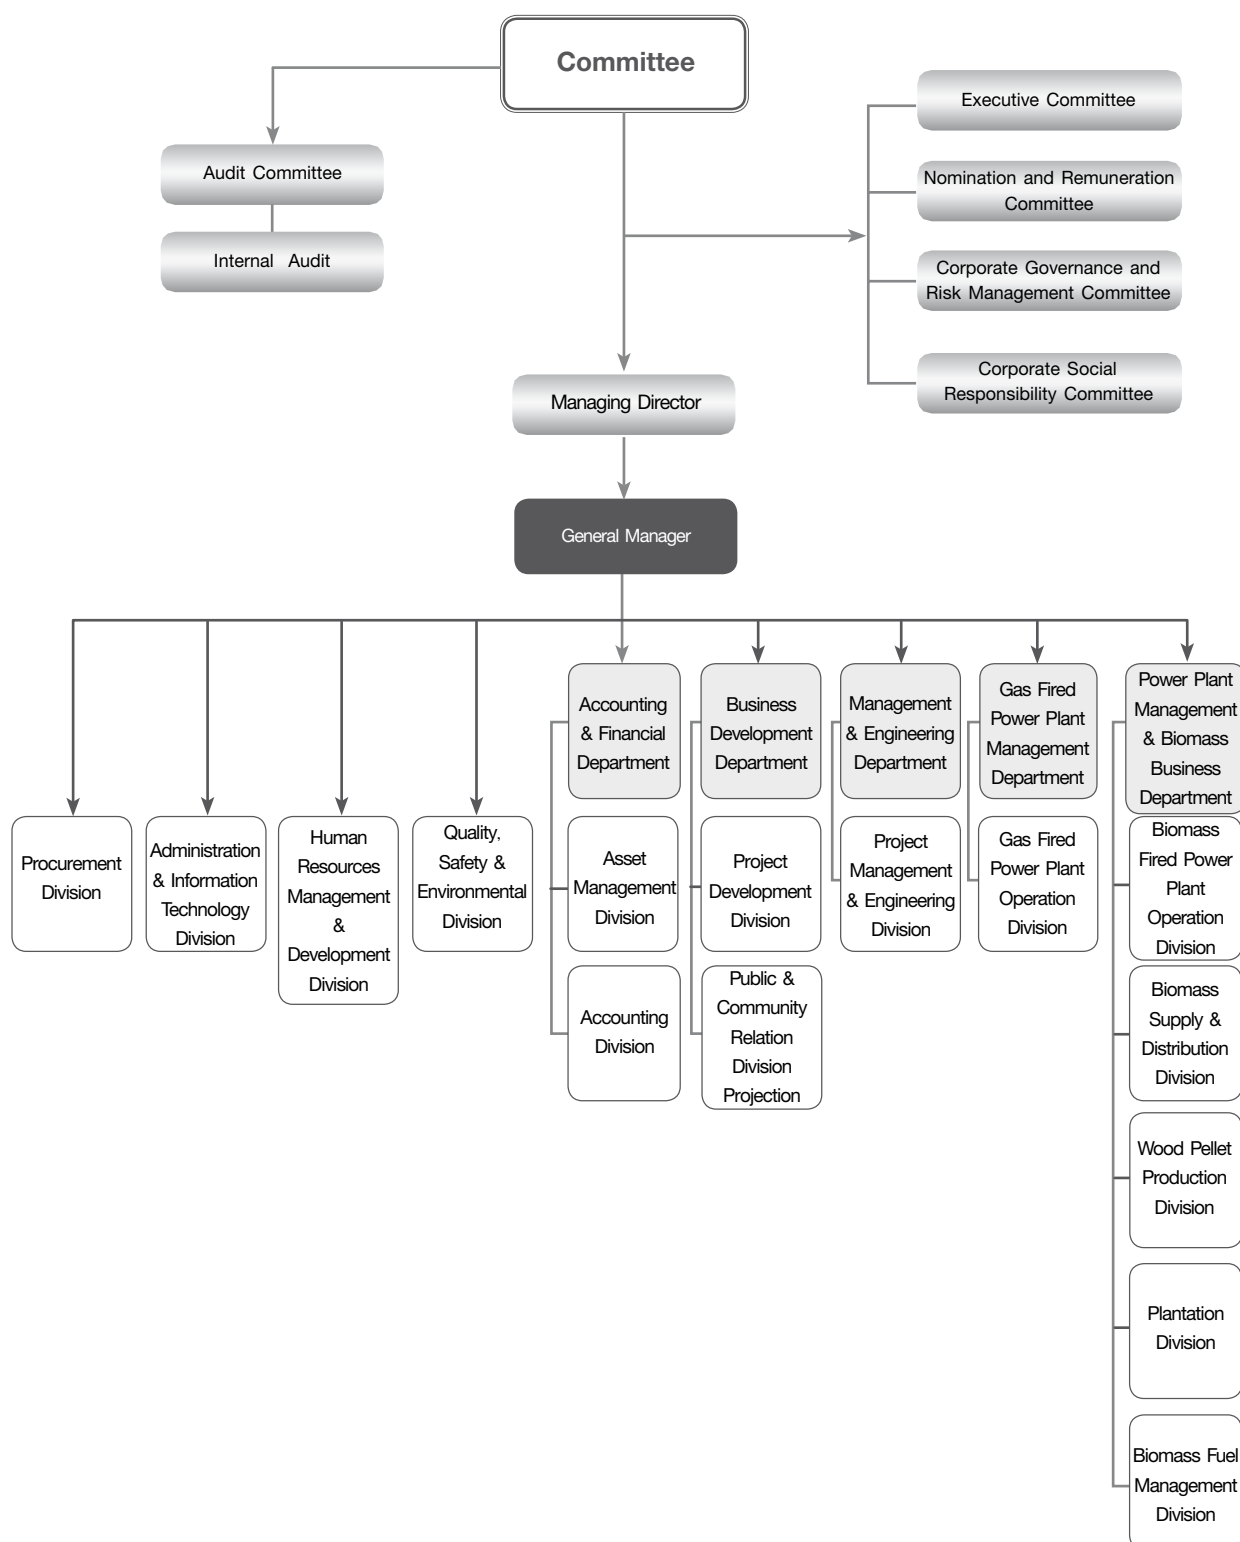 Committee
Executive Committee
Audit Committee
Nomination and Remuneration
Committee
Internal Audit
Corporate Governance and
Risk Management Committee
Corporate Social
Responsibility Committee
Managing Director
General Manager
Accounting
& Financial
Department
Business
Development
Department
Management
& Engineering
Department
Gas Fired
Power Plant
Management
Department
Power Plant
Management
& Biomass
Business
Department
Procurement
Division
Administration
& Information
Technology
Division
Human
Resources
Management
&
Development
Division
Quality,
Safety &
Environmental
Division
Asset
Management
Division
Project
Development
Division
Project
Management
& Engineering
Division
Gas Fired
Power Plant
Operation
Division
Biomass
Fired Power
Plant
Operation
Division
Accounting
Division
Public &
Community
Relation
Division
Projection
Biomass
Supply &
Distribution
Division
Wood Pellet
Production
Division
Plantation
Division
Biomass Fuel
Management
Division